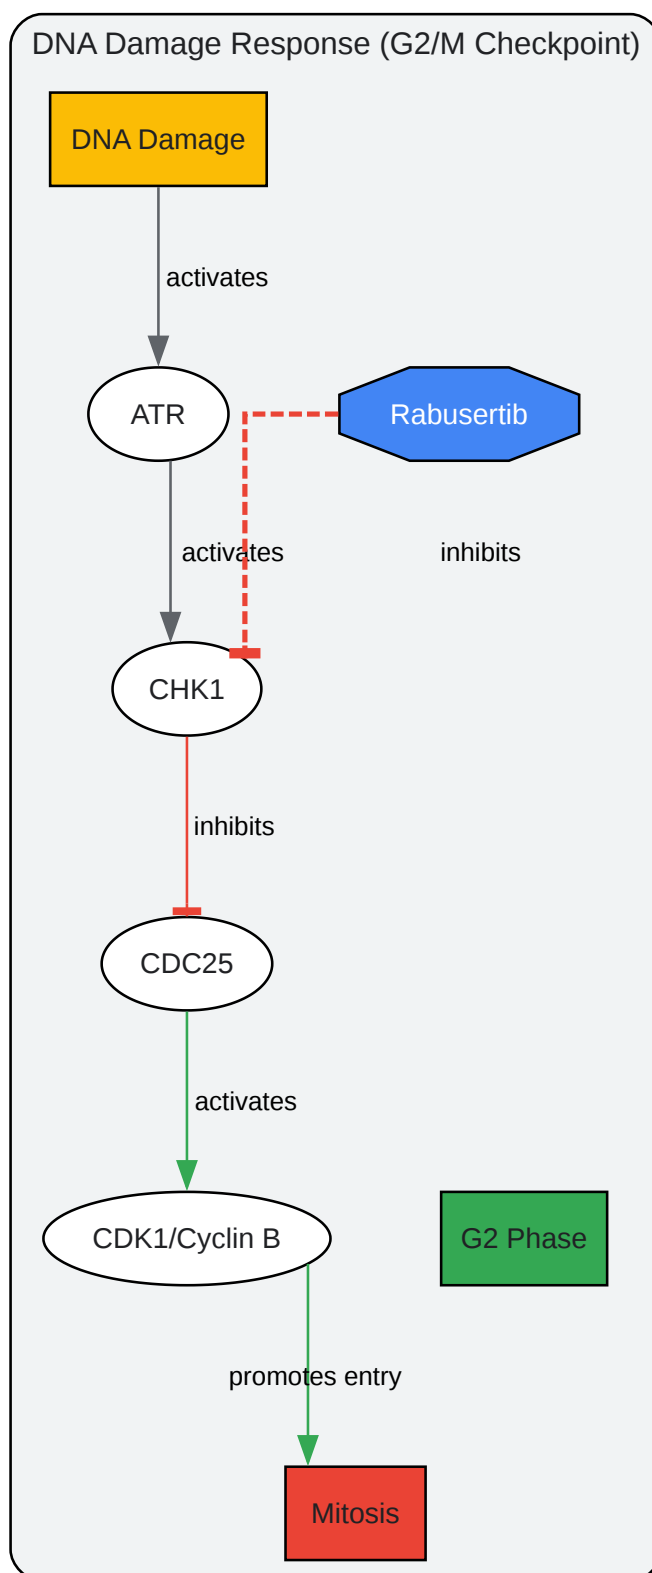 DNA Damage Response (G2/M Checkpoint)
DNA Damage
activates
ATR
Rabusertib
activates
inhibits
CHK1
inhibits
CDC25
activates
CDK1/Cyclin B
G2 Phase
promotes entry
Mitosis